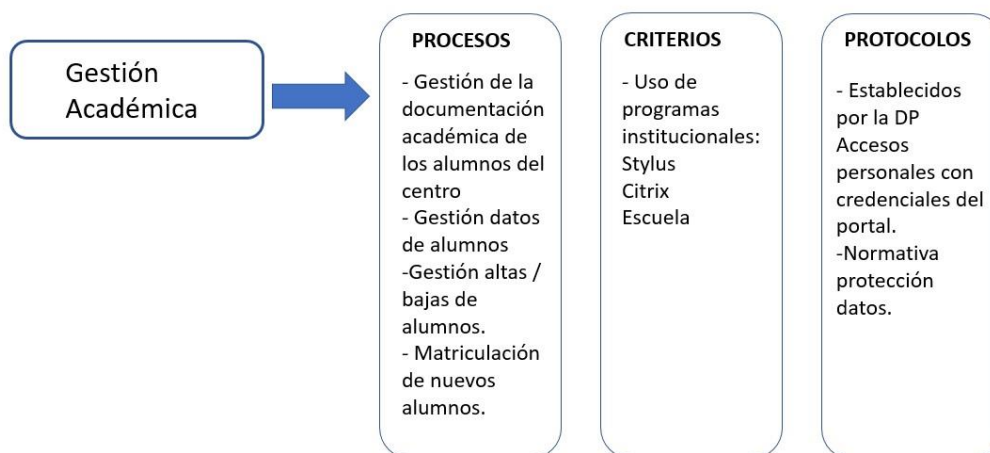 Gestión
Académica
PROCESOS
- Gestión de la
documentación
académica de
los alumnos del
centro
- Gestión datos
de alumnos
-Gestión altas /
bajas de
alumnos.
- Matriculación
de nuevos
alumnos.
CRITERIOS
- Uso de
programas
institucionales:
Stylus
Citrix
Escuela
PROTOCOLOS
- Establecidos
por la DP
Accesos
personales con
credenciales del
portal.
-Normativa
protección
datos.